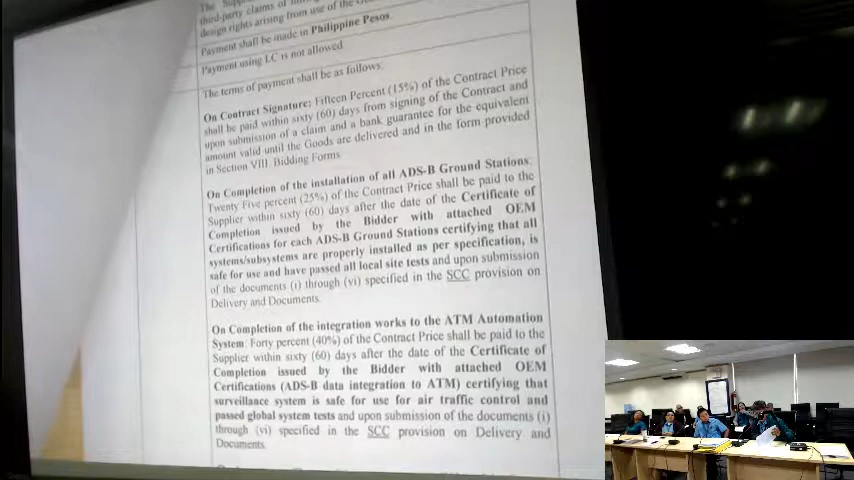 The
third-party claims of
design rights arising from use of the
Payment shall be made in Philippine Pesos.
Payment using LC is not allowed.
The terms of payment shall be as follows:
On Contract Signature: Fifteen Percent (15%) of the Contract Price
shall be paid within sixty (60) days from signing of the Contract and
upon submission of a claim and a bank guarantee for the equivalent
amount valid until the Goods are delivered and in the form provided
in Section VIII. Bidding Forms.
On Completion of the installation of all ADS-B Ground Stations:
Twenty Five percent (25%) of the Contract Price shall be paid to the
Supplier within sixty (60) days after the date of the Certificate of
Completion issued by the Bidder with attached OEM
Certifications for each ADS-B Ground Stations certifying that all
systems/subsystems are properly installed as per specification, is
safe for use and have passed all local site tests and upon submission
of the documents (i) through (vi) specified in the SCC provision on
Delivery and Documents.
On Completion of the integration works to the ATM Automation
System: Forty percent (40%) of the Contract Price shall be paid to the
Supplier within sixty (60) days after the date of the Certificate of
Completion issued by the Bidder with attached OEM
Certifications (ADS-B data integration to ATM) certifying that
surveillance system is safe for use for air traffic control and
passed global system tests and upon submission of the documents (i)
through (vi) specified in the SCC provision on Delivery and
Documents.